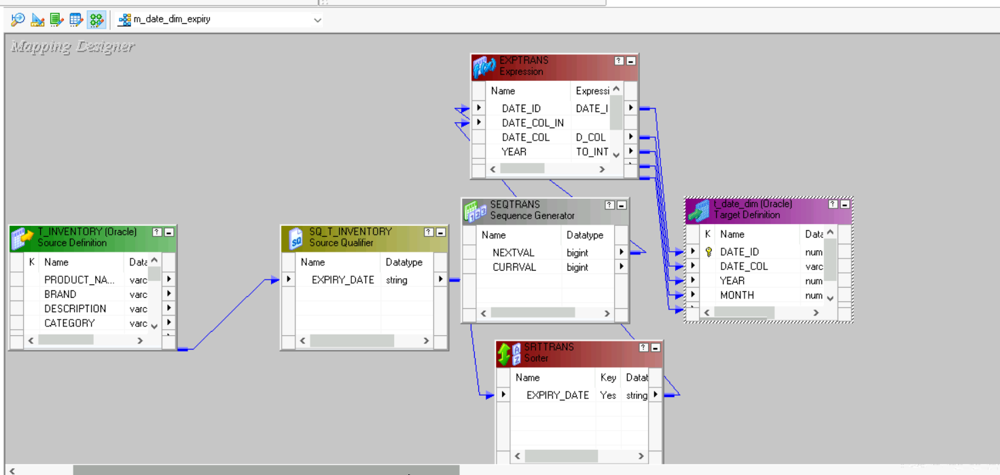 m_date_dim_expiry
Mapping Designer
EXPTRANS
Expression
Name Expressi
DATE_ID DATE_I
DATE_COL_IN
DATE_COL D_COL
YEAR TO_INT
SEQTRANS
Sequence Generator
Name Datatype
NEXTVAL bigint
CURRVAL bigint
t_date_dim (Oracle)
Target Definition
K Name Data
DATE_ID num
DATE_COL varc
YEAR num
MONTH num
T_INVENTORY (Oracle)
Source Definition
K Name Data
PRODUCT_NA... varc
BRAND varc
DESCRIPTION varc
CATEGORY varc
SQ_T_INVENTORY
Source Qualifier
Name Datatype
EXPIRY_DATE string
SRTTRANS
Sorter
Name Key Datat
EXPIRY_DATE Yes string